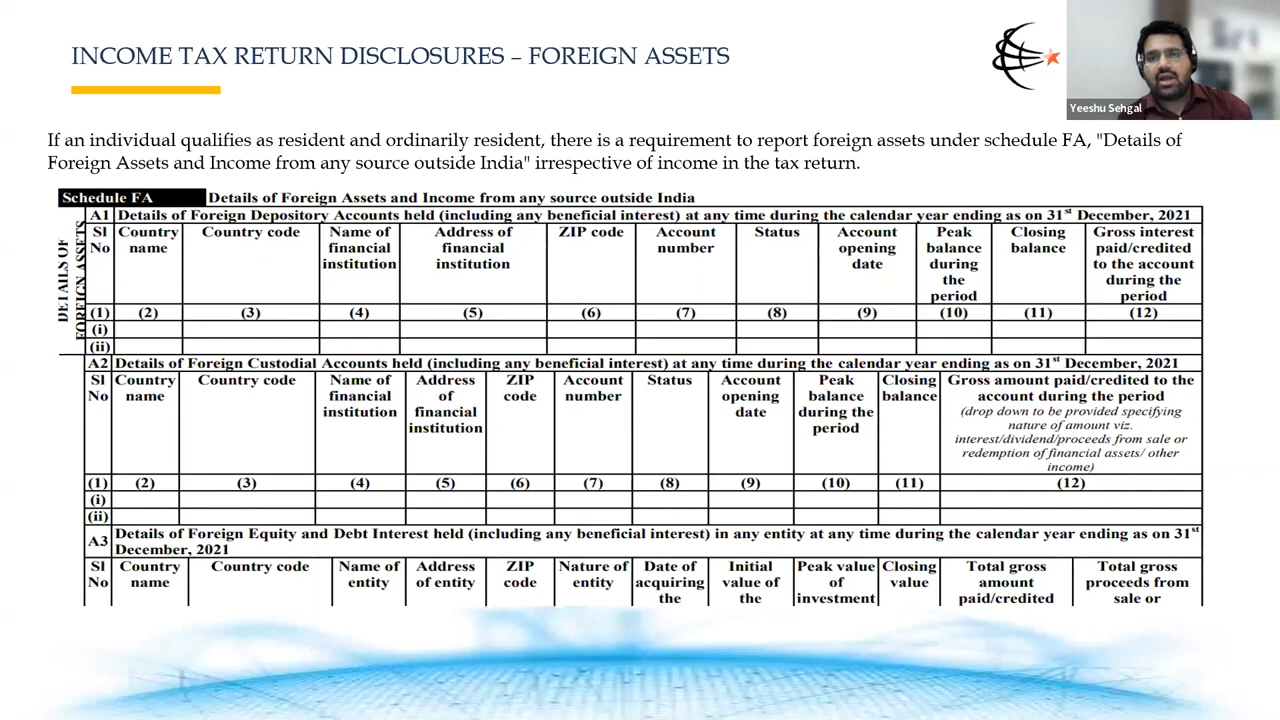 INCOME TAX RETURN DISCLOSURES – FOREIGN ASSETS
Yeeshu Sehgal
If an individual qualifies as resident and ordinarily resident, there is a requirement to report foreign assets under schedule FA, "Details of
Foreign Assets and Income from any source outside India" irrespective of income in the tax return.
Schedule FA Details of Foreign Assets and Income from any source outside India
DETAILS OF
FOREIGN ASSETS
A1 Details of Foreign Depository Accounts held (including any beneficial interest) at any time during the calendar year ending as on 31st December, 2021
Sl Country Country code Name of Address of ZIP code Account Status Account Peak Closing Gross interest
No name financial financial number opening balance balance paid/credited
institution institution date during to the account
the during the
period period
(1) (2) (3) (4) (5) (6) (7) (8) (9) (10) (11) (12)
(i)
(ii)
A2 Details of Foreign Custodial Accounts held (including any beneficial interest) at any time during the calendar year ending as on 31st December, 2021
Sl Country Country code Name of Address ZIP Account Status Account Peak Closing Gross amount paid/credited to the
No name financial of code number opening balance balance account during the period
institution financial date during the (drop down to be provided specifying
institution period nature of amount viz.
interest/dividend/proceeds from sale or
redemption of financial assets/ other
income)
(1) (2) (3) (4) (5) (6) (7) (8) (9) (10) (11) (12)
(i)
(ii)
A3 Details of Foreign Equity and Debt Interest held (including any beneficial interest) in any entity at any time during the calendar year ending as on 31st
December, 2021
Sl Country Country code Name of Address ZIP Nature of Date of Initial Peak value Closing Total gross Total gross
No name entity of entity code entity acquiring value of of value amount proceeds from
the the investment paid/credited sale or